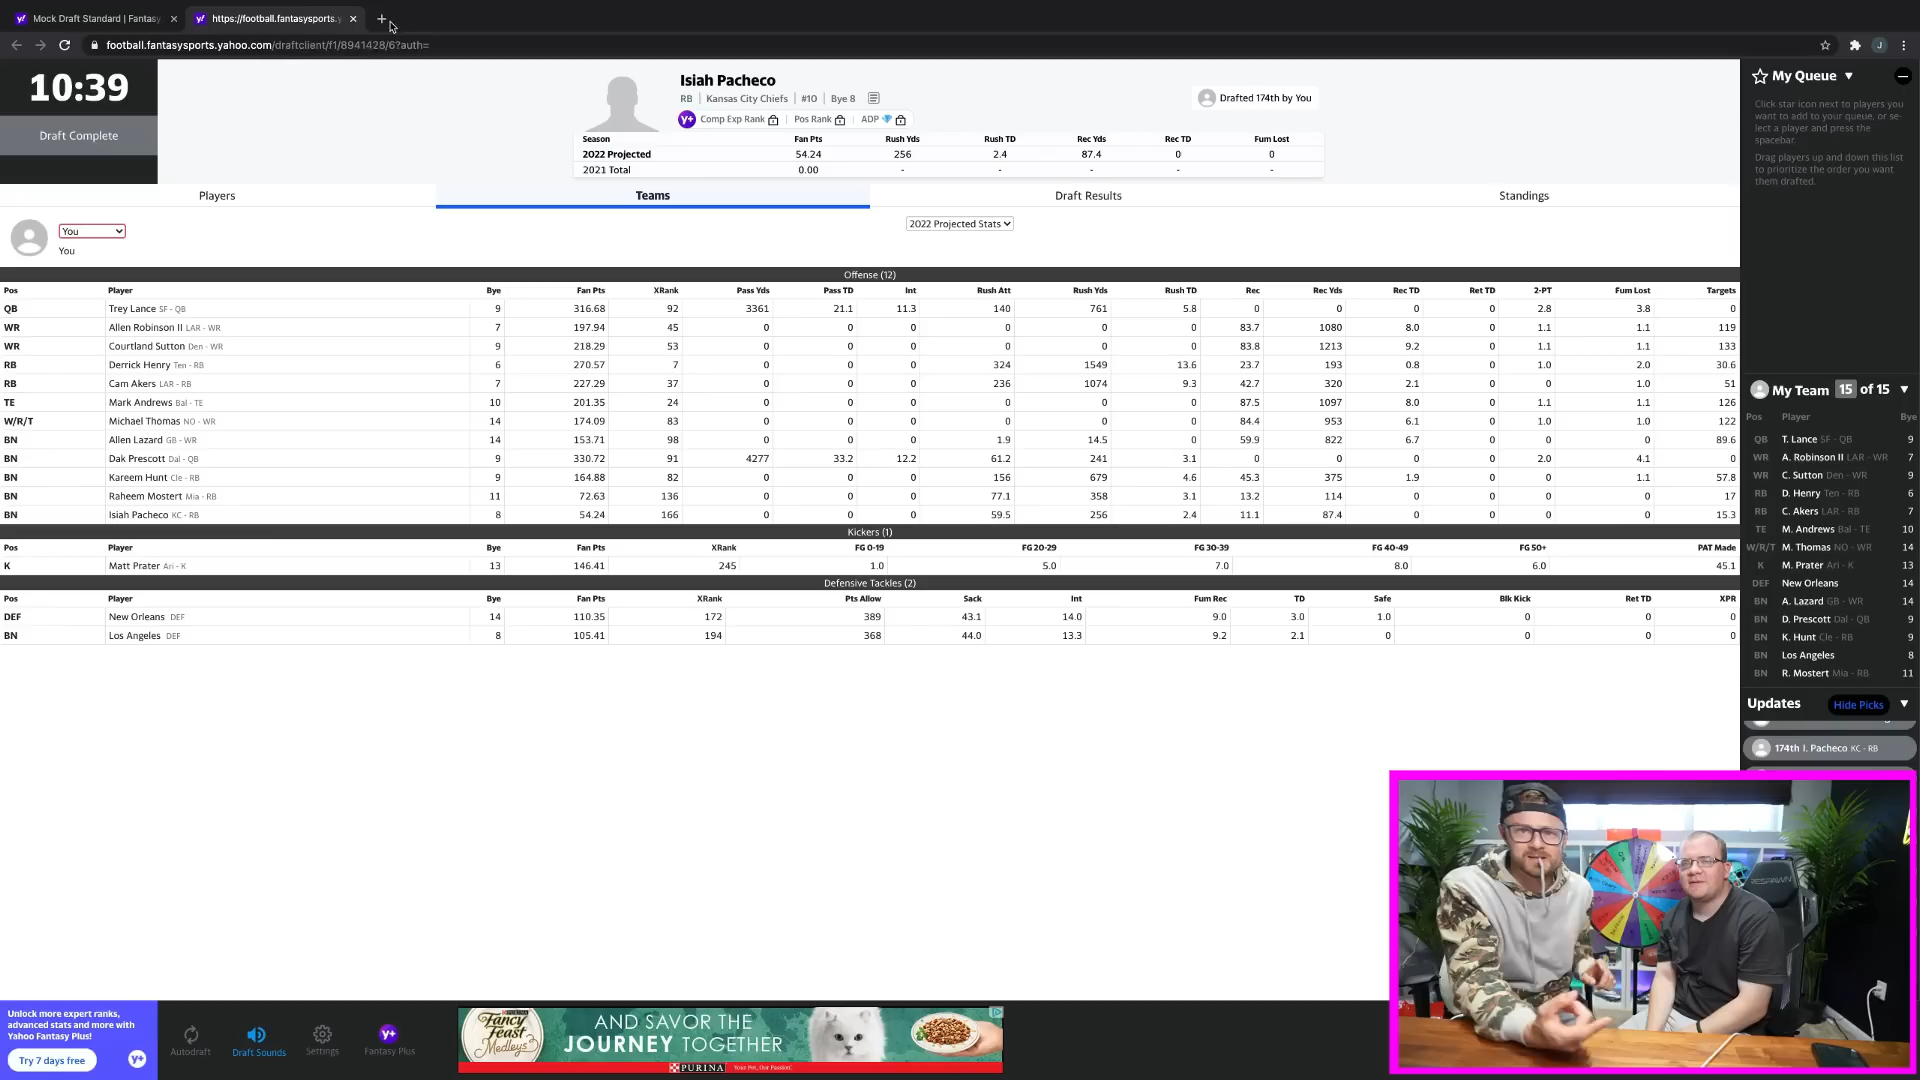 Mock Draft Standard | Fantasy
https://football.fantasysports.y
football.fantasysports.yahoo.com/draftclient/f1/8941428/6?auth=
10:39
Draft Complete
Isiah Pacheco
RB | Kansas City Chiefs | #10 | Bye 8
Y+ Comp Exp Rank Pos Rank ADP
Drafted 174th by You
Season Fan Pts Rush Yds Rush TD Rec Yds Rec TD Fum Lost
2022 Projected 54.24 256 2.4 87.4 0 0
2021 Total 0.00 - - - - -
Players Teams Draft Results Standings
You
You
2022 Projected Stats
Offense (12)
Pos Player Bye Fan Pts XRank Pass Yds Pass TD Int Rush Att Rush Yds Rush TD Rec Rec Yds Rec TD Ret TD 2-PT Fum Lost Targets
QB Trey Lance SF - QB 9 316.68 92 3361 21.1 11.3 140 761 5.8 0 0 0 0 2.8 3.8 0
WR Allen Robinson II LAR - WR 7 197.94 45 0 0 0 0 0 0 83.7 1080 8.0 0 1.1 1.1 119
WR Courtland Sutton Den - WR 9 218.29 53 0 0 0 0 0 0 83.8 1213 9.2 0 1.1 1.1 133
RB Derrick Henry Ten - RB 6 270.57 7 0 0 0 324 1549 13.6 23.7 193 0.8 0 1.0 2.0 30.6
RB Cam Akers LAR - RB 7 227.29 37 0 0 0 236 1074 9.3 42.7 320 2.1 0 0 1.0 51
TE Mark Andrews Bal - TE 10 201.35 24 0 0 0 0 0 0 87.5 1097 8.0 0 1.1 1.1 126
W/R/T Michael Thomas NO - WR 14 174.09 83 0 0 0 0 0 0 84.4 953 6.1 0 1.0 1.0 122
BN Allen Lazard GB - WR 14 153.71 98 0 0 0 1.9 14.5 0 59.9 822 6.7 0 0 0 89.6
BN Dak Prescott Dal - QB 9 330.72 91 4277 33.2 12.2 61.2 241 3.1 0 0 0 0 2.0 4.1 0
BN Kareem Hunt Cle - RB 9 164.88 82 0 0 0 156 679 4.6 45.3 375 1.9 0 0 1.1 57.8
BN Raheem Mostert Mia - RB 11 72.63 136 0 0 0 77.1 358 3.1 13.2 114 0 0 0 0 17
BN Isiah Pacheco KC - RB 8 54.24 166 0 0 0 59.5 256 2.4 11.1 87.4 0 0 0 0 15.3
Kickers (1)
Pos Player Bye Fan Pts XRank FG 0-19 FG 20-29 FG 30-39 FG 40-49 FG 50+ PAT Made
K Matt Prater Ari - K 13 146.41 245 1.0 5.0 7.0 8.0 6.0 45.1
Defensive Tackles (2)
Pos Player Bye Fan Pts XRank Pts Allow Sack Int Fum Rec TD Safe Blk Kick Ret TD XPR
DEF New Orleans DEF 14 110.35 172 389 43.1 14.0 9.0 3.0 1.0 0 0 0
BN Los Angeles DEF 8 105.41 194 368 44.0 13.3 9.2 2.1 0 0 0 0
My Queue
Click star icon next to players you
want to add to your queue, or se-
lect a player and press the
spacebar.
Drag players up and down this list
to prioritize the order you want
them drafted.
My Team 15 of 15
Pos Player Bye
QB T. Lance SF - QB 9
WR A. Robinson II LAR - WR 7
WR C. Sutton Den - WR 9
RB D. Henry Ten - RB 6
RB C. Akers LAR - RB 7
TE M. Andrews Bal - TE 10
W/R/T M. Thomas NO - WR 14
K M. Prater Ari - K 13
DEF New Orleans 14
BN A. Lazard GB - WR 14
BN D. Prescott Dal - QB 9
BN K. Hunt Cle - RB 9
BN Los Angeles 8
BN R. Mostert Mia - RB 11
Updates Hide Picks
174th I. Pacheco KC - RB
RESPAWN
Unlock more expert ranks,
advanced stats and more with
Yahoo Fantasy Plus!
Try 7 days free
Autodraft Draft Sounds Settings Fantasy Plus
Fancy
Feast
Medleys
AND SAVOR THE
JOURNEY TOGETHER
PURINA Your Pet, Our Passion.